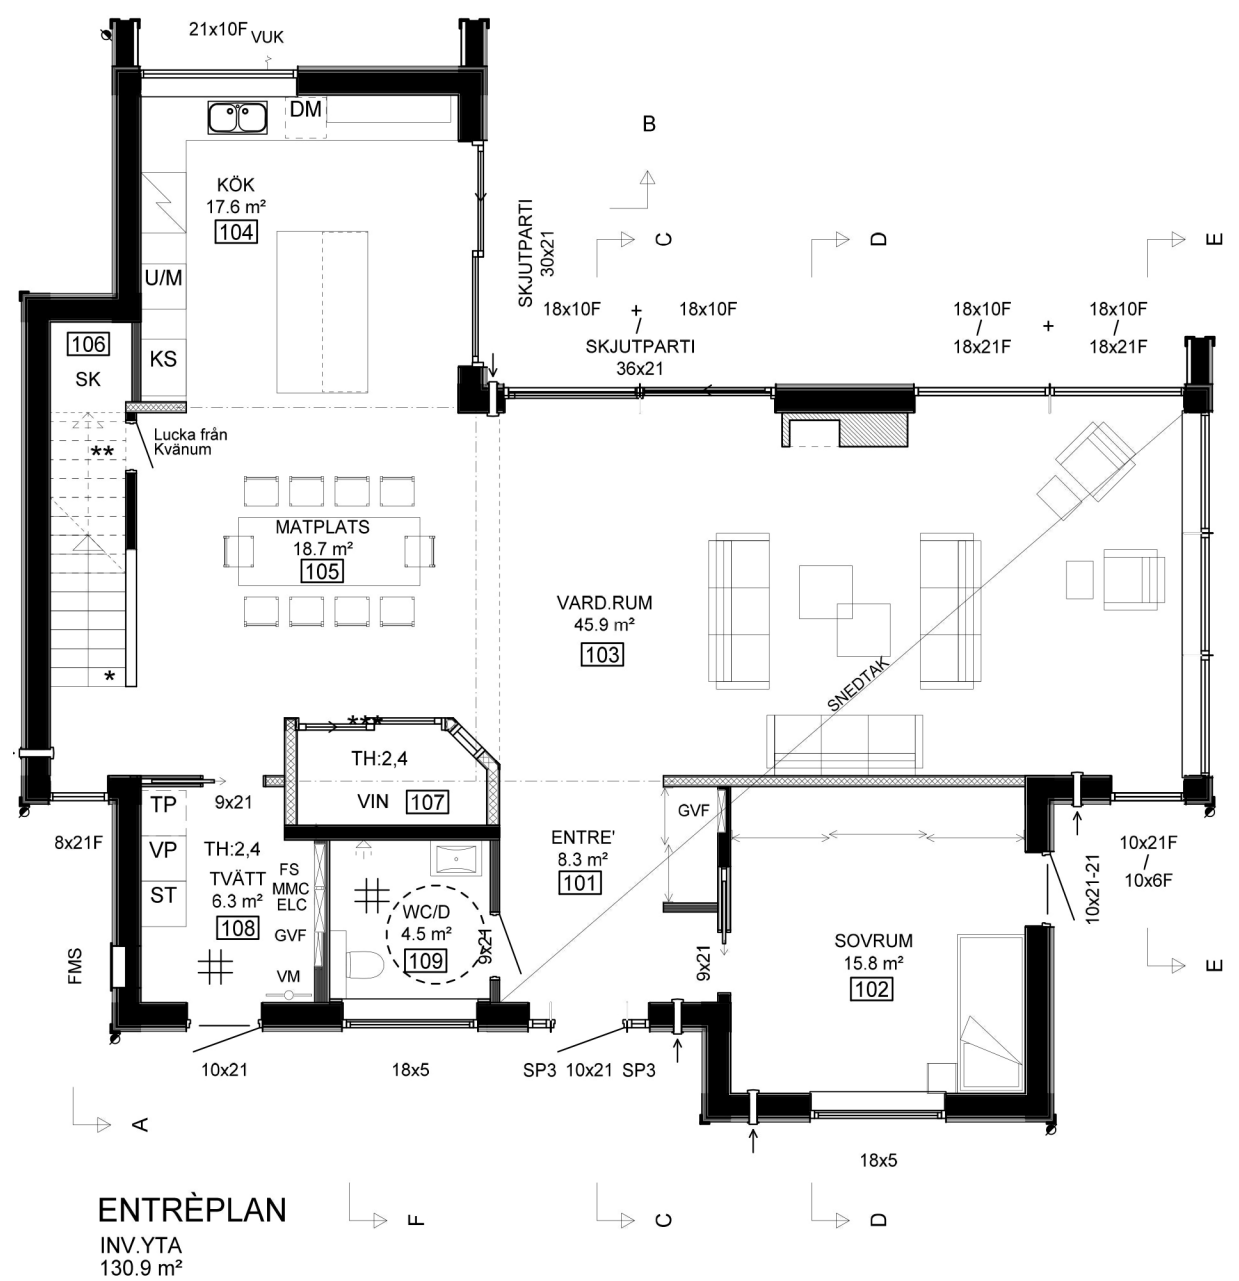 21x10F VUK
DM
B
KÖK
17.6 m²
104
SKJUTPARTI
30x21
C
D
E
U/M
18x10F + 18x10F
/
SKJUTPARTI
36x21
18x10F
/
18x21F
+
18x10F
/
18x21F
106
SK
KS
Lucka från
Kvänum
**
MATPLATS
18.7 m²
105
VARD.RUM
45.9 m²
103
SNEDTAK
*
***
TH:2,4
VIN 107
9x21
TP
VP
ST
8x21F
TH:2,4
TVÄTT
6.3 m²
108
FS
MMC
ELC
GVF
VM
FMS
WC/D
4.5 m²
109
9x21
ENTRE'
8.3 m²
101
GVF
9x21
SOVRUM
15.8 m²
102
10x21-21
10x21F
/
10x6F
E
10x21
18x5
SP3 10x21 SP3
A
18x5
ENTRÈPLAN
INV.YTA
130.9 m²
F
C
D